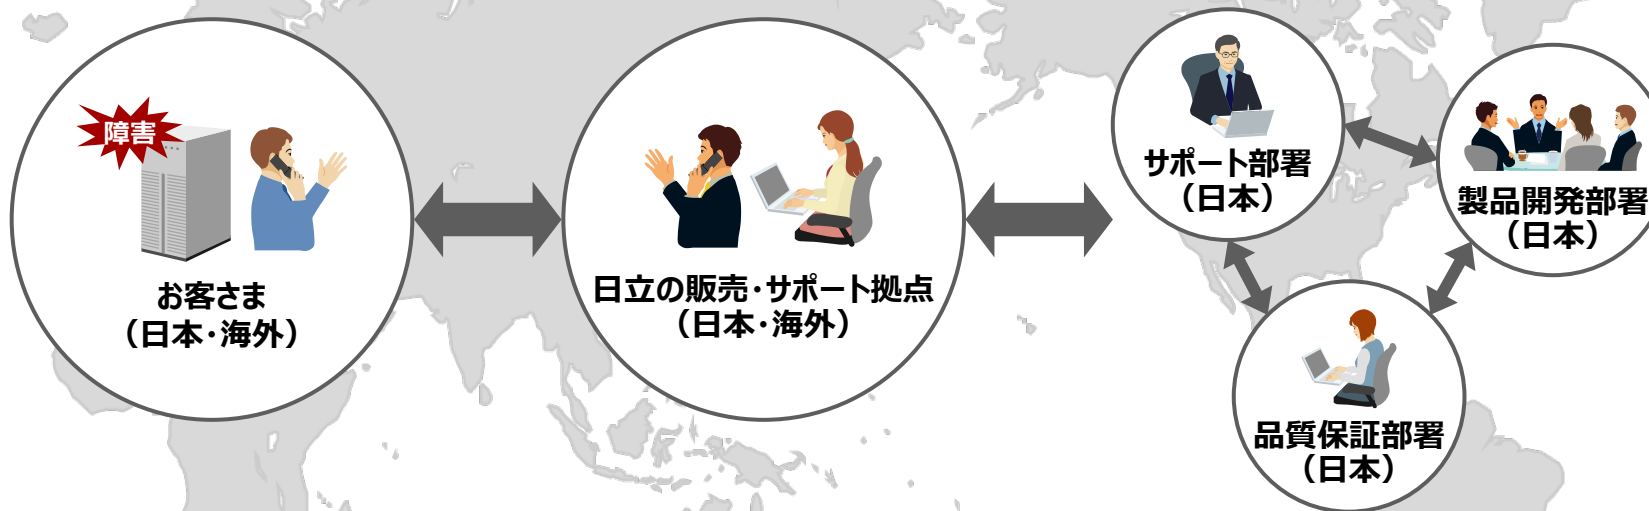 障害
お客さま
（日本・海外）
日立の販売・サポート拠点
（日本・海外）
サポート部署
（日本）
製品開発部署
（日本）
品質保証部署
（日本）